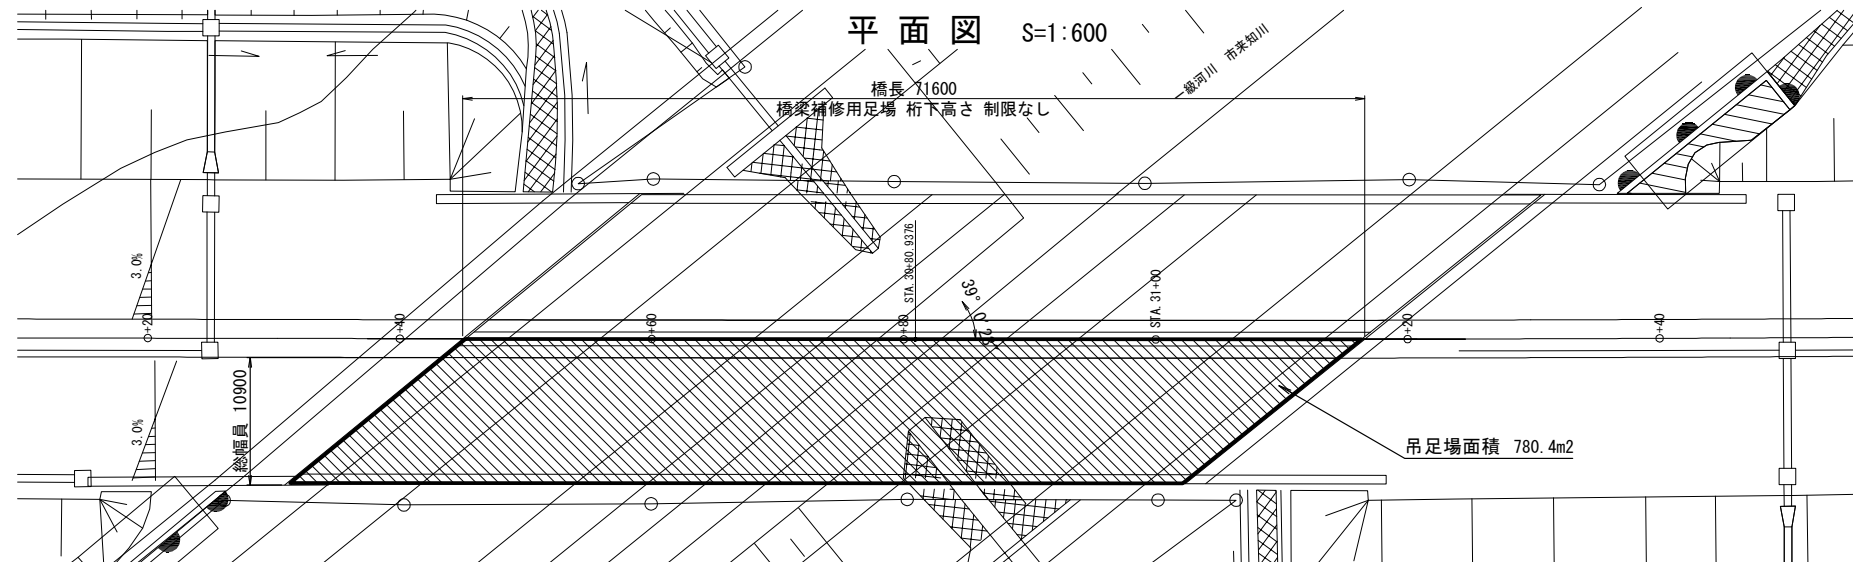 平面図 S=1:600
一級河川 市来知川
橋長 71600
橋梁補修用足場 桁下高さ 制限なし
3.0%
STA.30+80.9376
39° 0′ 23″
STA.31+00
+20
+40
+60
+80
+20
+40
総幅員 10900
3.0%
吊足場面積 780.4m2